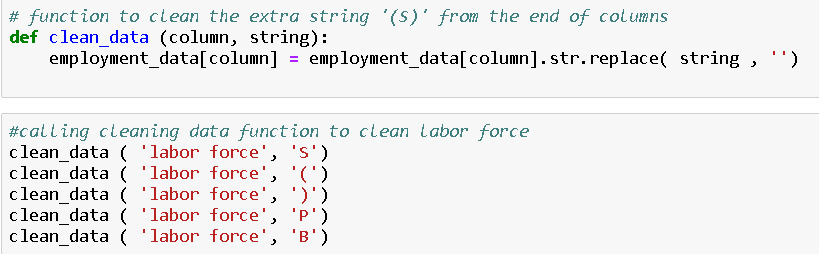 # function to clean the extra string '(S)' from the end of columns
def clean_data (column, string):
    employment_data[column] = employment_data[column].str.replace( string , '')
#calling cleaning data function to clean labor force
clean_data ( 'labor force', 'S')
clean_data ( 'labor force', '(')
clean_data ( 'labor force', ')')
clean_data ( 'labor force', 'P')
clean_data ( 'labor force', 'B')